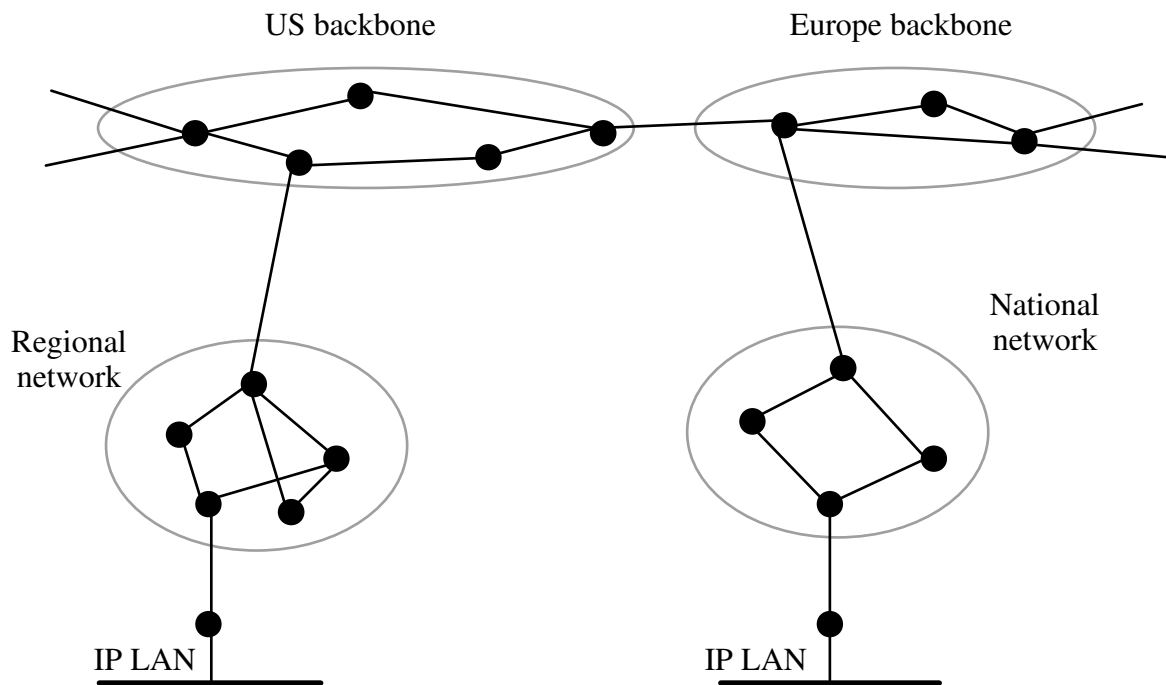 US backbone
Europe backbone
Regional
network
National
network
IP LAN
IP LAN